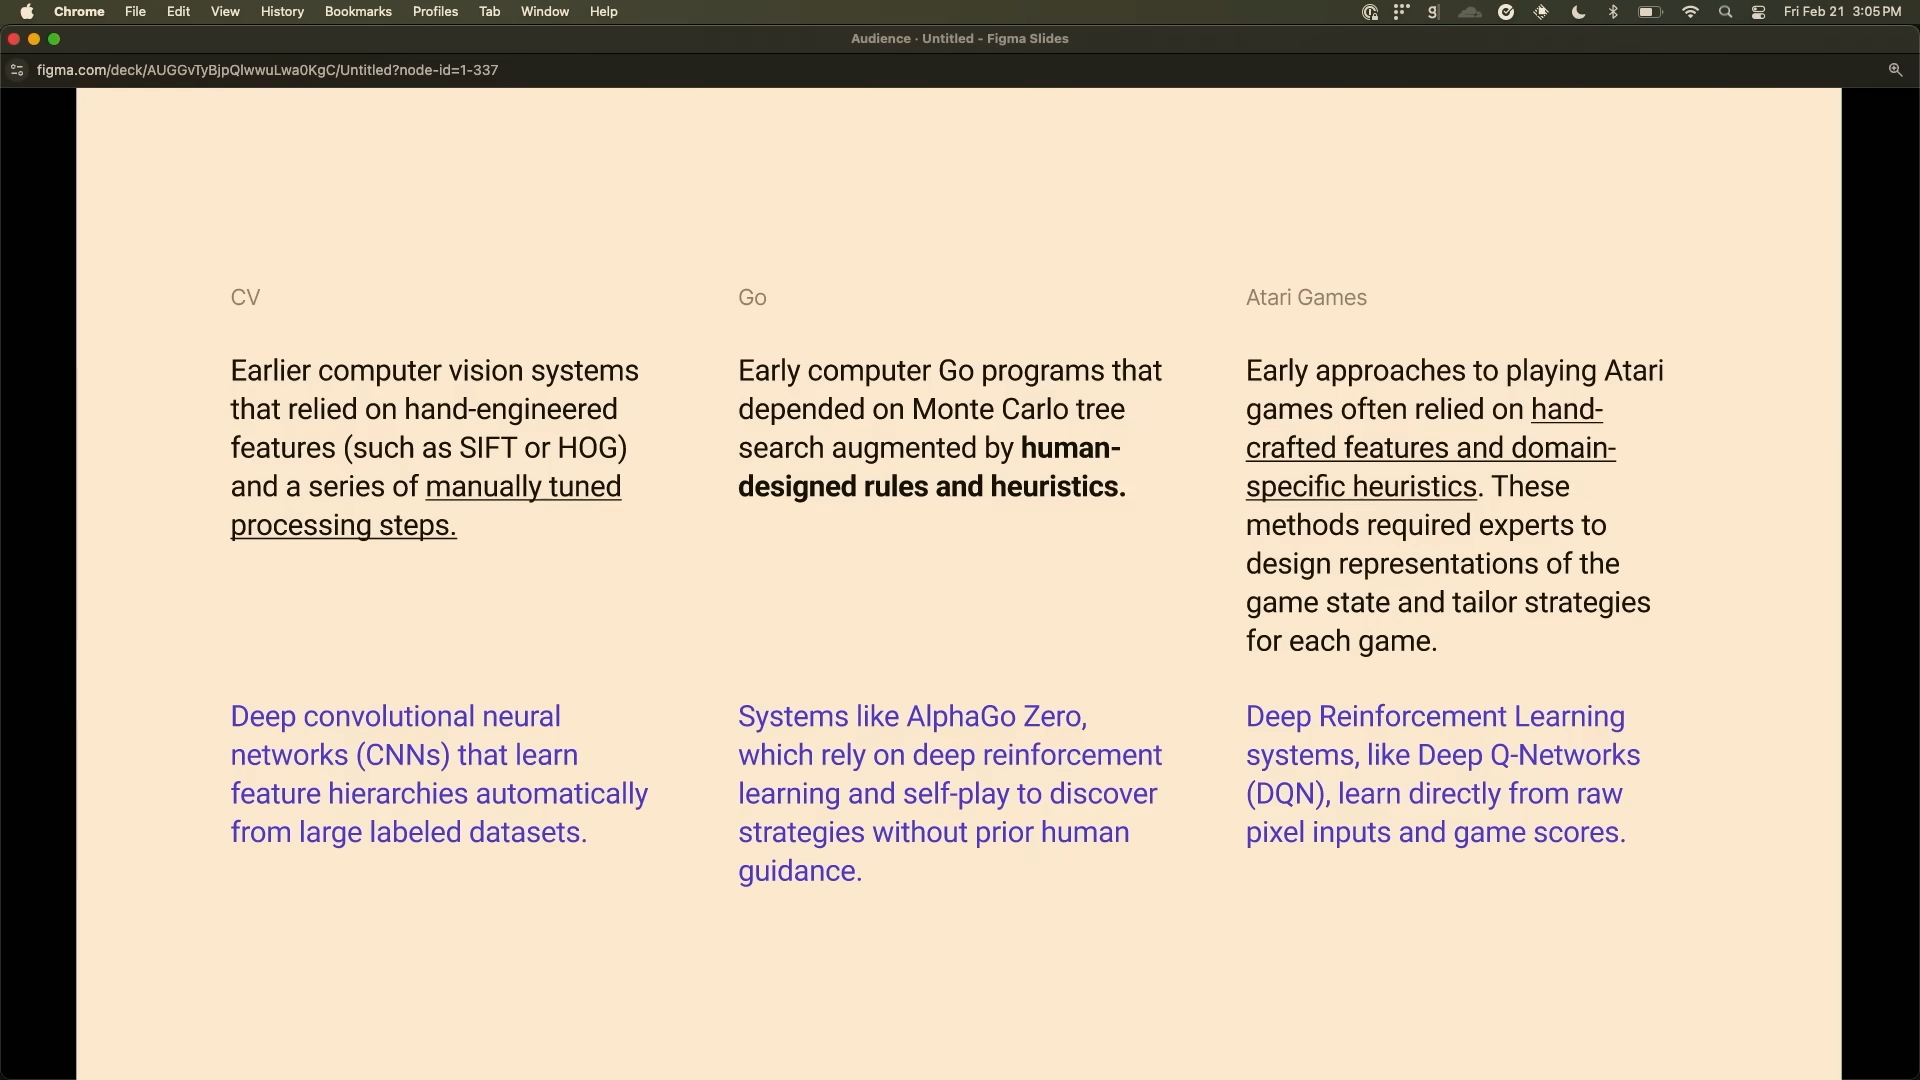 Chrome File Edit View History Bookmarks Profiles Tab Window Help
Fri Feb 21 3:05 PM
Audience · Untitled - Figma Slides
figma.com/deck/AUGGvTyBjpQlwwuLwa0KgC/Untitled?node-id=1-337
CV
Earlier computer vision systems
that relied on hand-engineered
features (such as SIFT or HOG)
and a series of manually tuned
processing steps.
Deep convolutional neural
networks (CNNs) that learn
feature hierarchies automatically
from large labeled datasets.
Go
Early computer Go programs that
depended on Monte Carlo tree
search augmented by human-
designed rules and heuristics.
Systems like AlphaGo Zero,
which rely on deep reinforcement
learning and self-play to discover
strategies without prior human
guidance.
Atari Games
Early approaches to playing Atari
games often relied on hand-
crafted features and domain-
specific heuristics. These
methods required experts to
design representations of the
game state and tailor strategies
for each game.
Deep Reinforcement Learning
systems, like Deep Q-Networks
(DQN), learn directly from raw
pixel inputs and game scores.